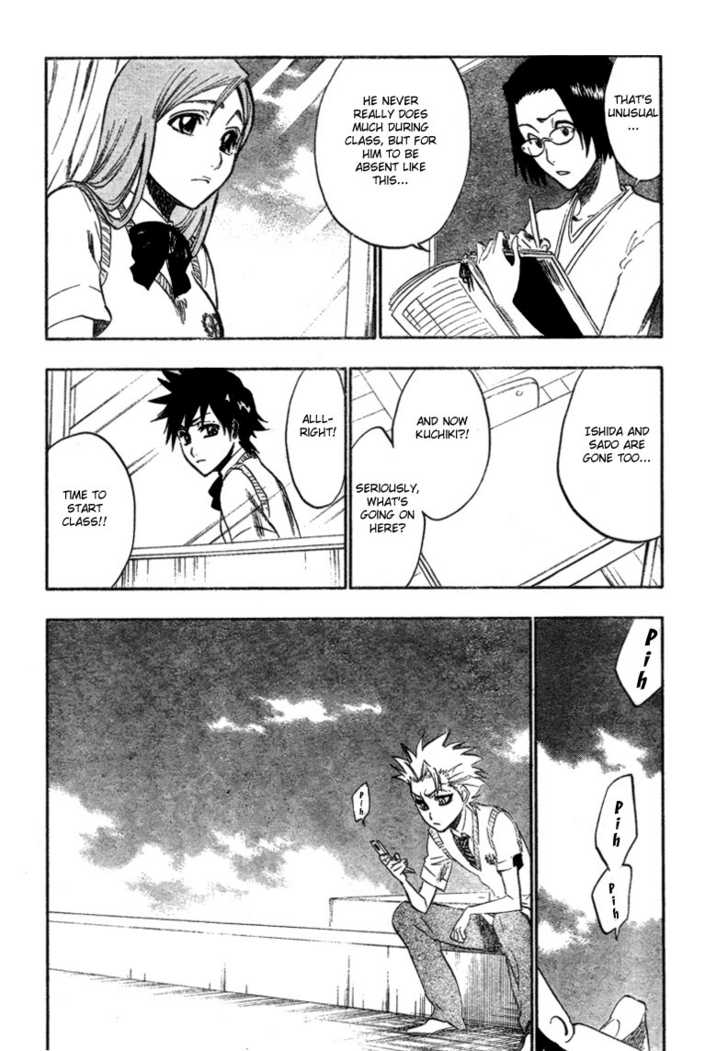 THAT'S
UNUSUAL
...
HE NEVER
REALLY DOES
MUCH DURING
CLASS, BUT FOR
HIM TO BE
ABSENT LIKE
THIS...
ISHIDA AND
SADO ARE
GONE TOO...
AND NOW
KUCHIKI?!
SERIOUSLY,
WHAT'S
GOING ON
HERE?
ALLL-
RIGHT!
TIME TO
START
CLASS!!
Pih
Pih
Pih
Pih